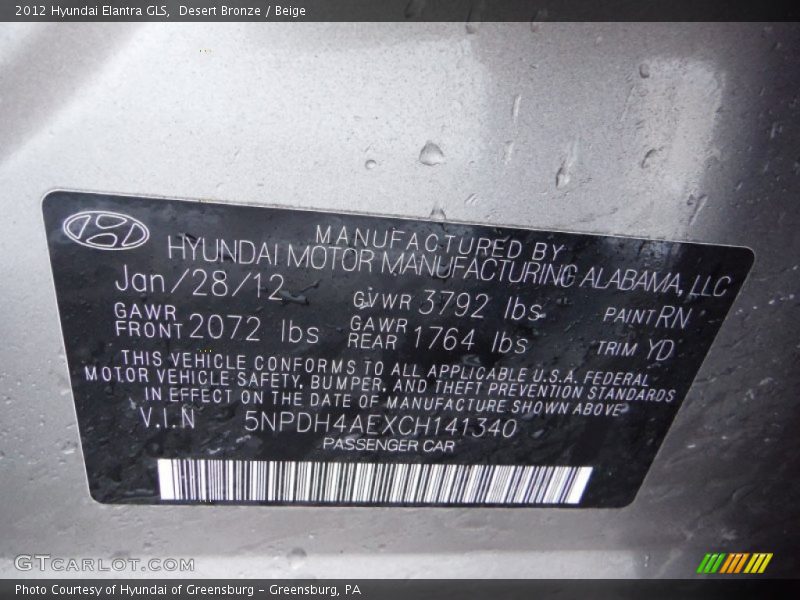 2012 Hyundai Elantra GLS, Desert Bronze / Beige
MANUFACTURED BY
HYUNDAI MOTOR MANUFACTURING ALABAMA, LLC
Jan/28/12 GVWR 3792 lbs PAINT RN
GAWR FRONT 2072 lbs GAWR REAR 1764 lbs TRIM YD
THIS VEHICLE CONFORMS TO ALL APPLICABLE U.S.A. FEDERAL
MOTOR VEHICLE SAFETY, BUMPER, AND THEFT PREVENTION STANDARDS
IN EFFECT ON THE DATE OF MANUFACTURE SHOWN ABOVE
V.I.N 5NPDH4AEXCH141340
PASSENGER CAR
GTCARLOT.COM
Photo Courtesy of Hyundai of Greensburg - Greensburg, PA